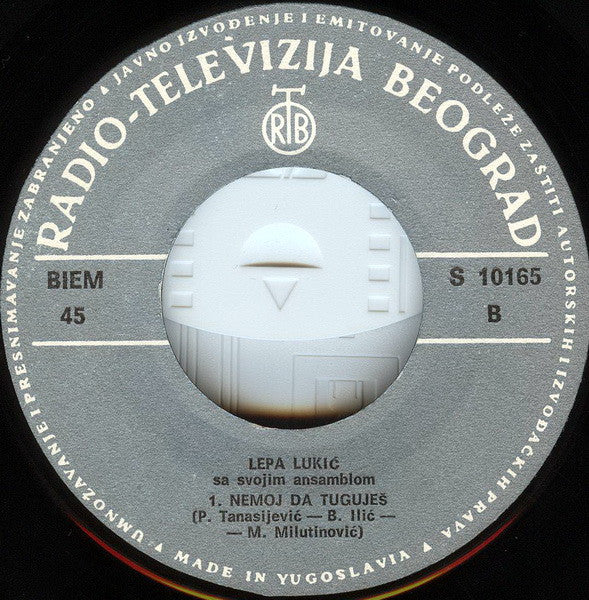 UMNOŽAVANJE I PRESNIMAVANJE ZABRANJENO ▲ JAVNO IZVOĐENJE I EMITOVANJE PODLEŽE ZAŠTITI AUTORSKIH I IZVOĐAČKIH PRAVA ▲
RADIO-TELEVIZIJA BEOGRAD
RTB
BIEM
45
S 10165
B
LEPA LUKIĆ
sa svojim ansamblom
1. NEMOJ DA TUGUJEŠ
(P. Tanasijević — B. Ilić —
— M. Milutinović)
MADE IN YUGOSLAVIA ▲